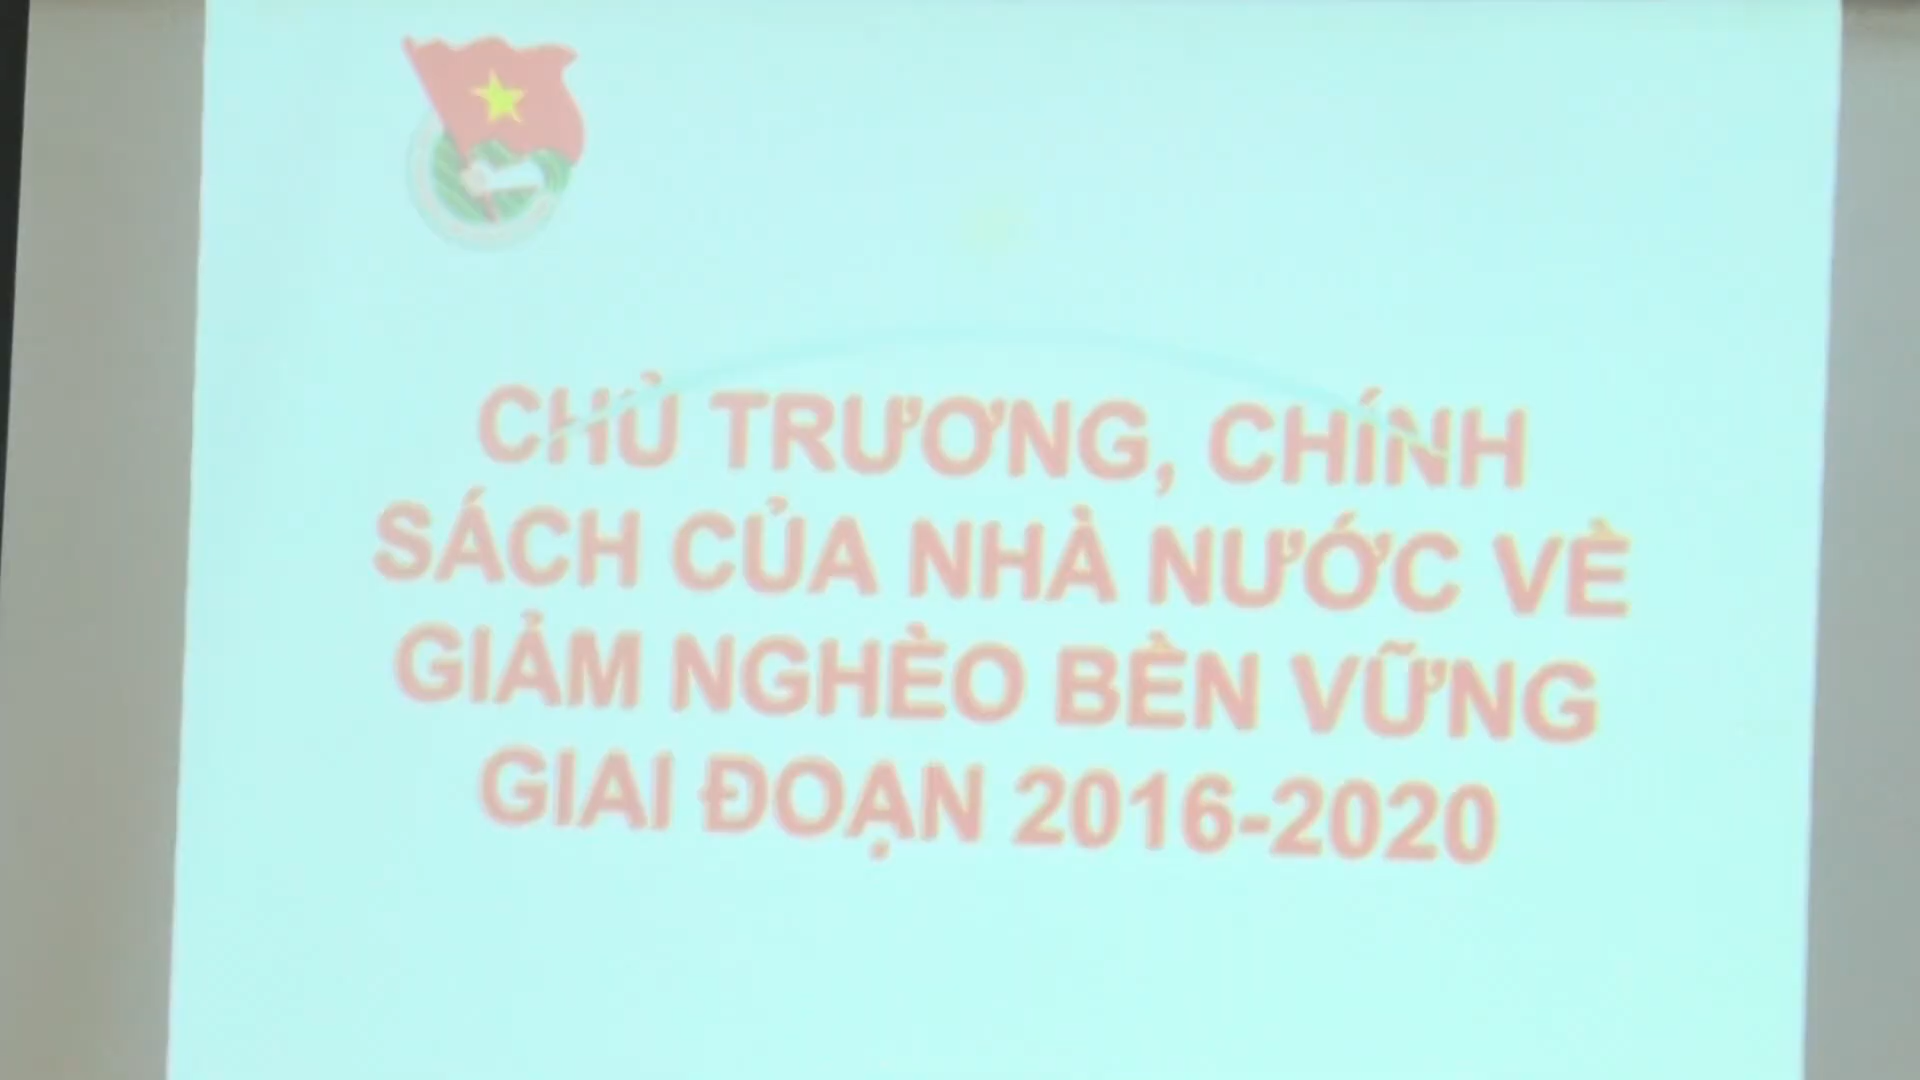 CHỦ TRƯƠNG, CHÍNH
SÁCH CỦA NHÀ NƯỚC VỀ
GIẢM NGHÈO BỀN VỮNG
GIAI ĐOẠN 2016-2020